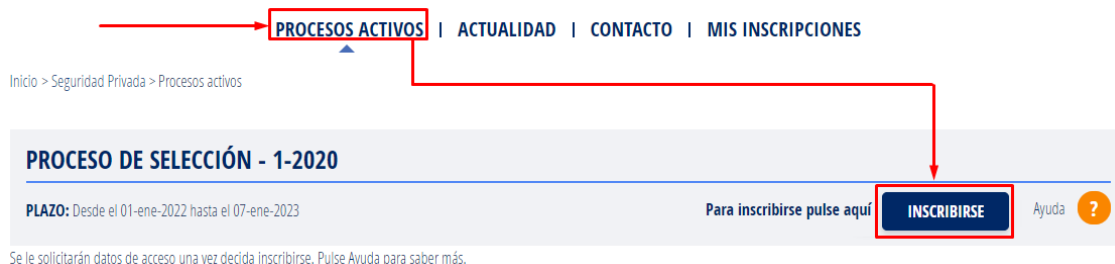 PROCESOS ACTIVOS | ACTUALIDAD | CONTACTO | MIS INSCRIPCIONES
Inicio > Seguridad Privada > Procesos activos
PROCESO DE SELECCIÓN - 1-2020
PLAZO: Desde el 01-ene-2022 hasta el 07-ene-2023 Para inscribirse pulse aquí INSCRIBIRSE Ayuda ?
Se le solicitarán datos de acceso una vez decida inscribirse. Pulse Ayuda para saber más.